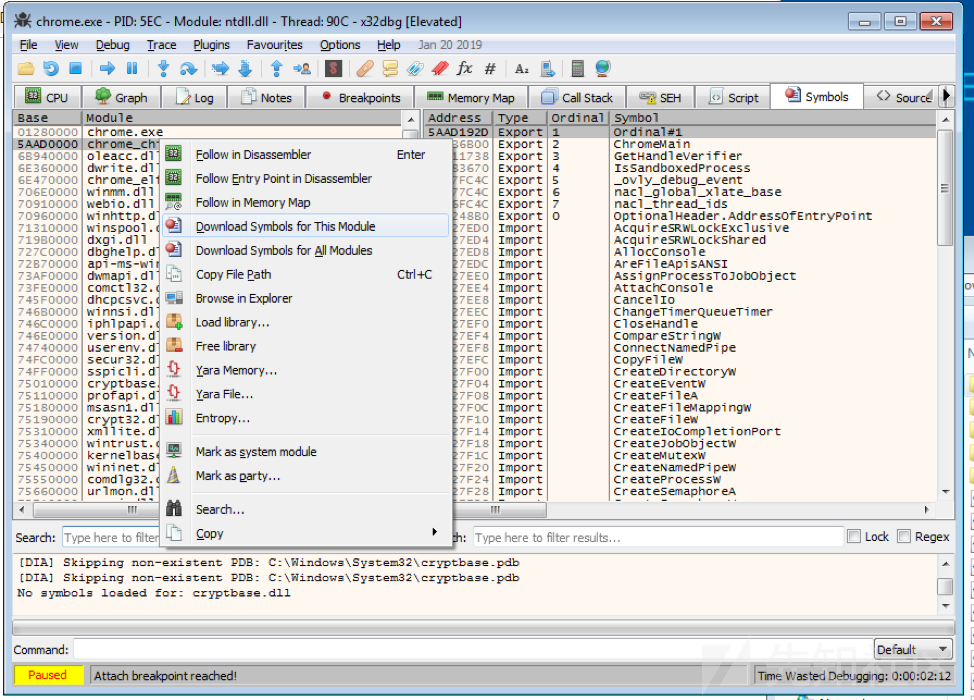 chrome.exe - PID: 5EC - Module: ntdll.dll - Thread: 90C - x32dbg [Elevated]
File View Debug Trace Plugins Favourites Options Help Jan 20 2019
CPU Graph Log Notes Breakpoints Memory Map Call Stack SEH Script Symbols Source
Base Module Address Type Ordinal Symbol
01280000 chrome.exe 5AAD192D Export 1 Ordinal#1
5AAD0000 chrome_chi 36B00 Export 2 ChromeMain
6B940000 oleacc.dl 11738 Export 3 GetHandleVerifier
6E360000 dwrite.dl 83670 Export 4 IsSandboxedProcess
6E470000 chrome_el 7FC4C Export 5 _ovly_debug_event
706E0000 winmm.dll 77C4C Export 6 nacl_global_xlate_base
70910000 webio.dll 6FC4C Export 7 nacl_thread_ids
70960000 winhttp.d 248B0 Export 0 OptionalHeader.AddressOfEntryPoint
71310000 winspool. 27ED0 Import AcquireSRWLockExclusive
719B0000 dxgi.dll 27ED4 Import AcquireSRWLockShared
727C0000 dbghelp.d 27ED8 Import AllocConsole
72B70000 api-ms-wi 27EDC Import AreFileApisANSI
73AF0000 dwmapi.dl 27EE0 Import AssignProcessToJobObject
73FE0000 comctl32. 27EE4 Import AttachConsole
745F0000 dhcpcsvc. 27EE8 Import CancelIo
746B0000 winnsi.dl 27EEC Import ChangeTimerQueueTimer
746C0000 iphlpapi. 27EF0 Import CloseHandle
746E0000 version.d 27EF4 Import CompareStringW
74740000 userenv.d 27EF8 Import ConnectNamedPipe
74FC0000 secur32.d 27EFC Import CopyFileW
74FF0000 sspicli.d 27F00 Import CreateDirectoryW
75010000 cryptbase. 27F04 Import CreateEventW
75110000 profapi.d 27F08 Import CreateFileA
75180000 msasn1.dl 27F0C Import CreateFileMappingW
75190000 crypt32.d 27F10 Import CreateFileW
75310000 xmllite.d 27F14 Import CreateIoCompletionPort
75340000 wintrust. 27F18 Import CreateJobObjectW
75400000 kernelbase 27F1C Import CreateMutexW
75450000 wininet.d 27F20 Import CreateNamedPipeW
75550000 comdlg32. 27F24 Import CreateProcessW
75660000 urlmon.dl 27F28 Import CreateSemaphoreA
Follow in Disassembler Enter
Follow Entry Point in Disassembler
Follow in Memory Map
Download Symbols for This Module
Download Symbols for All Modules
Copy File Path Ctrl+C
Browse in Explorer
Load library...
Free library
Yara Memory...
Yara File...
Entropy...
Mark as system module
Mark as party...
Search...
Copy
Search: Type here to filter ch: Type here to filter results... Lock Regex
[DIA] Skipping non-existent PDB: C:\Windows\System32\cryptbase.pdb
[DIA] Skipping non-existent PDB: C:\Windows\System32\cryptbase.pdb
No symbols loaded for: cryptbase.dll
Command: Default
Paused Attach breakpoint reached! Time Wasted Debugging: 0:00:02:12